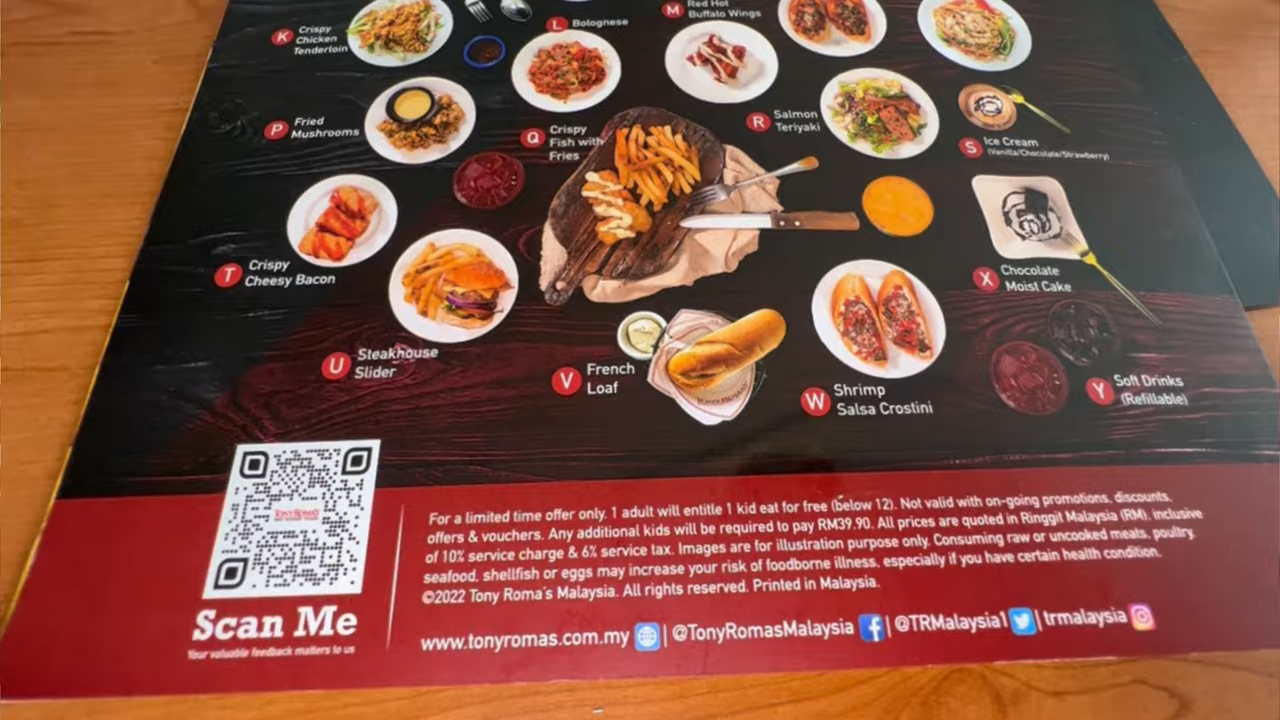 K Crispy
Chicken
Tenderloin
L Bolognese
M Red Hot
Buffalo Wings
P Fried
Mushrooms
Q Crispy
Fish with
Fries
R Salmon
Teriyaki
S Ice Cream
(Vanilla/Chocolate/Strawberry)
T Crispy
Cheesy Bacon
U Steakhouse
Slider
V French
Loaf
W Shrimp
Salsa Crostini
X Chocolate
Moist Cake
Y Soft Drinks
(Refillable)
Tony Roma's
Scan Me
Your valuable feedback matters to us
For a limited time offer only. 1 adult will entitle 1 kid eat for free (below 12). Not valid with on-going promotions, discounts,
offers & vouchers. Any additional kids will be required to pay RM39.90. All prices are quoted in Ringgit Malaysia (RM), inclusive
of 10% service charge & 6% service tax. Images are for illustration purpose only. Consuming raw or uncooked meats, poultry,
seafood, shellfish or eggs may increase your risk of foodborne illness, especially if you have certain health condition.
©2022 Tony Roma's Malaysia. All rights reserved. Printed in Malaysia.
www.tonyromas.com.my | @TonyRomasMalaysia | @TRMalaysia1 | trmalaysia